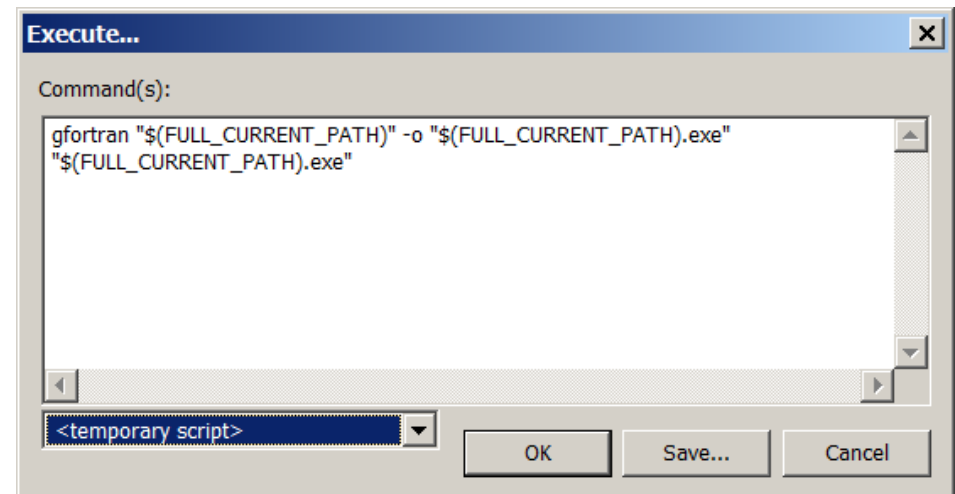 Execute...
Command(s):
gfortran "$(FULL_CURRENT_PATH)" -o "$(FULL_CURRENT_PATH).exe"
"$(FULL_CURRENT_PATH).exe"
<temporary script>
OK
Save...
Cancel